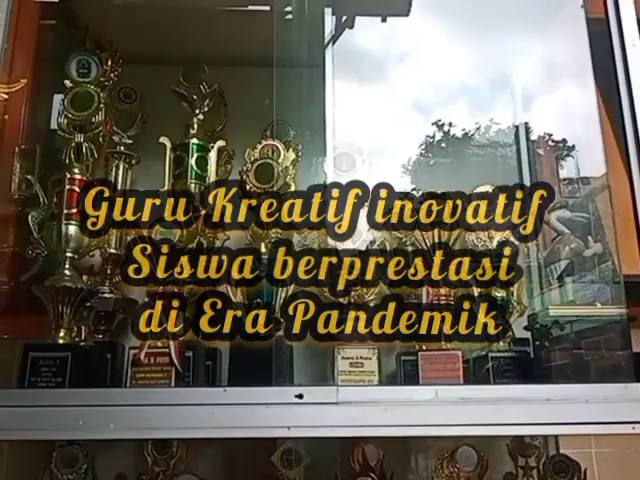 Guru Kreatif inovatif
Siswa berprestasi
di Era Pandemik